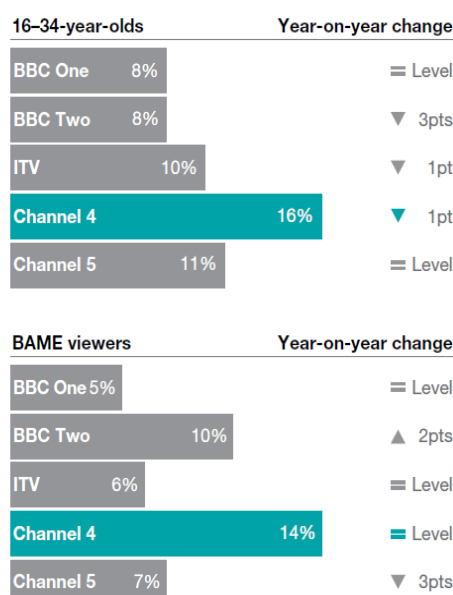 16–34-year-olds Year-on-year change
BBC One 8% = Level
BBC Two 8% ▼ 3pts
ITV 10% ▼ 1pt
Channel 4 16% ▼ 1pt
Channel 5 11% = Level
BAME viewers Year-on-year change
BBC One 5% = Level
BBC Two 10% ▲ 2pts
ITV 6% = Level
Channel 4 14% = Level
Channel 5 7% ▼ 3pts